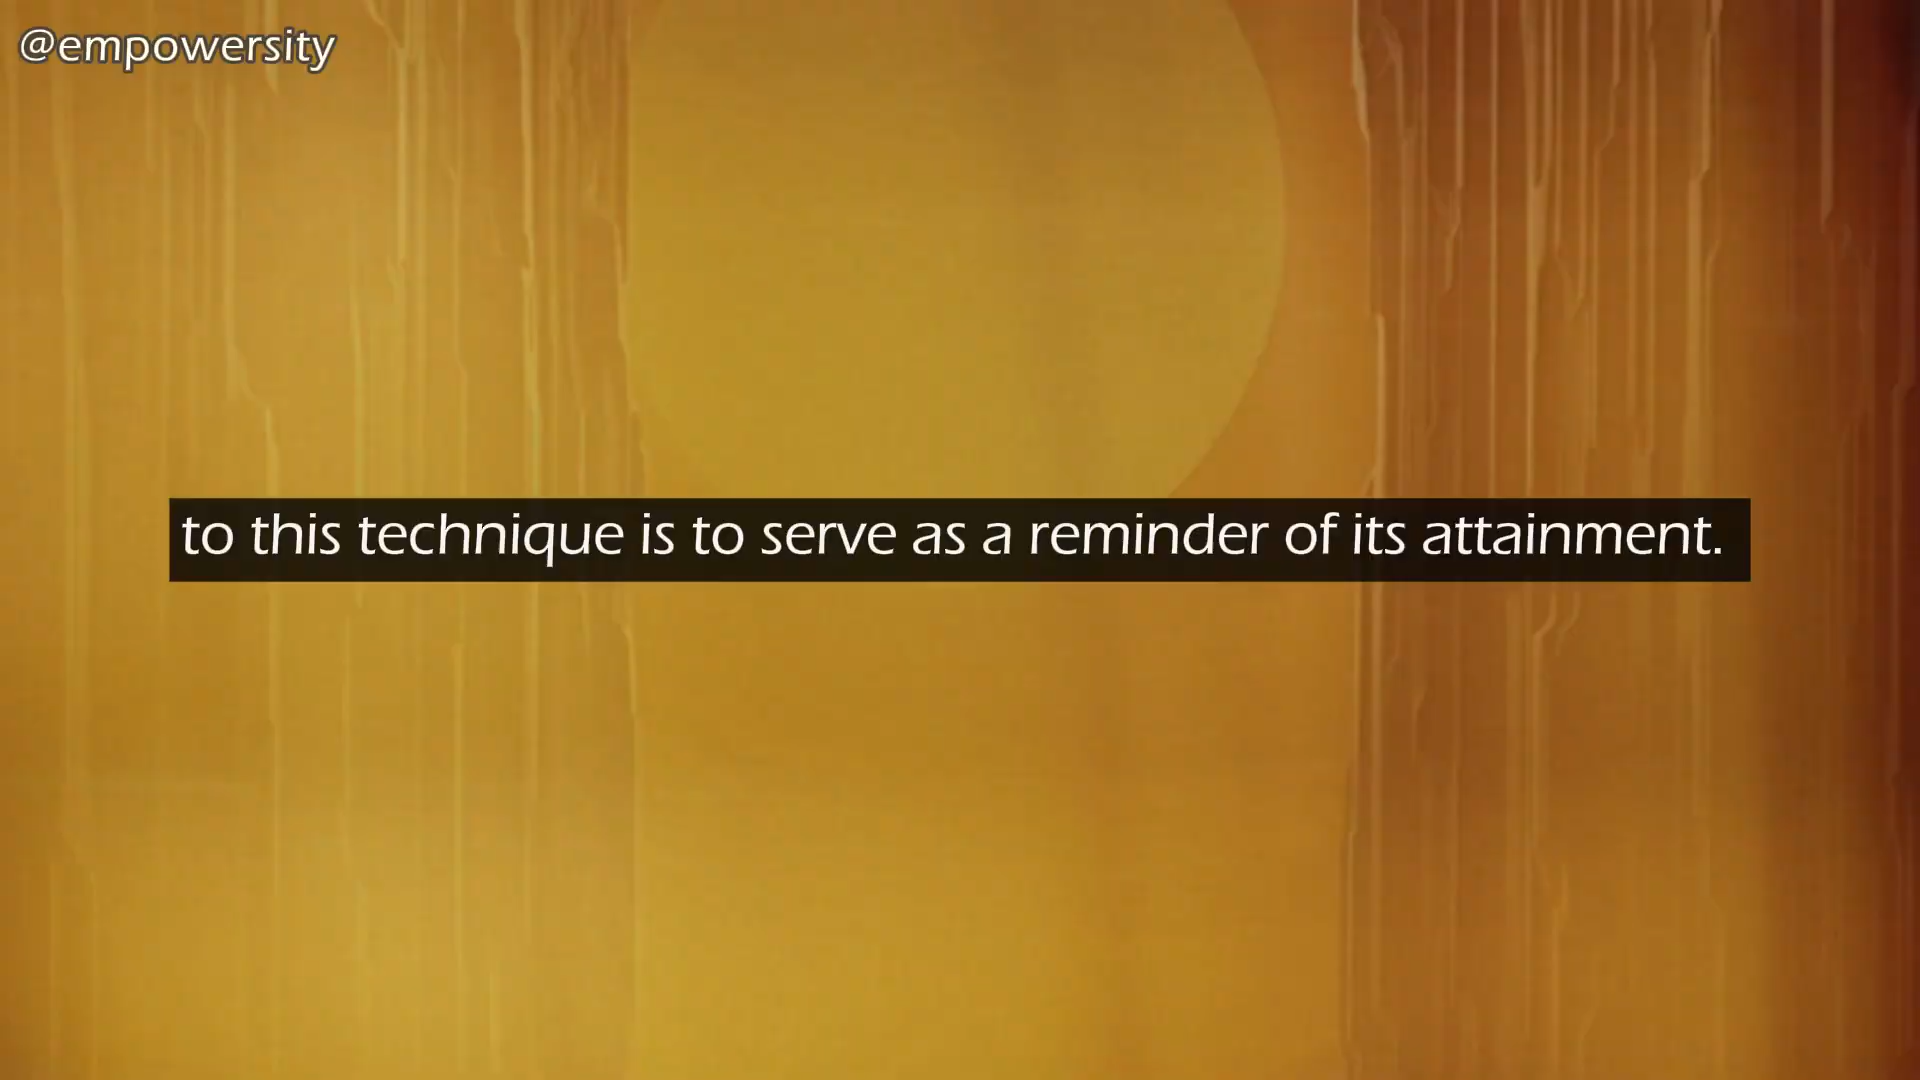 @empowersity
to this technique is to serve as a reminder of its attainment.